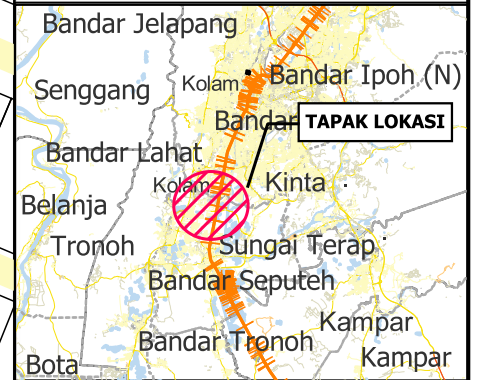 Bandar Jelapang
Kolam
Bandar Ipoh (N)
Senggang
Bandar
TAPAK LOKASI
Bandar Lahat
Kolam
Kinta
Belanja
Tronoh
Sungai Terap
Bandar Seputeh
Kampar
Bandar Tronoh
Kampar
Bota